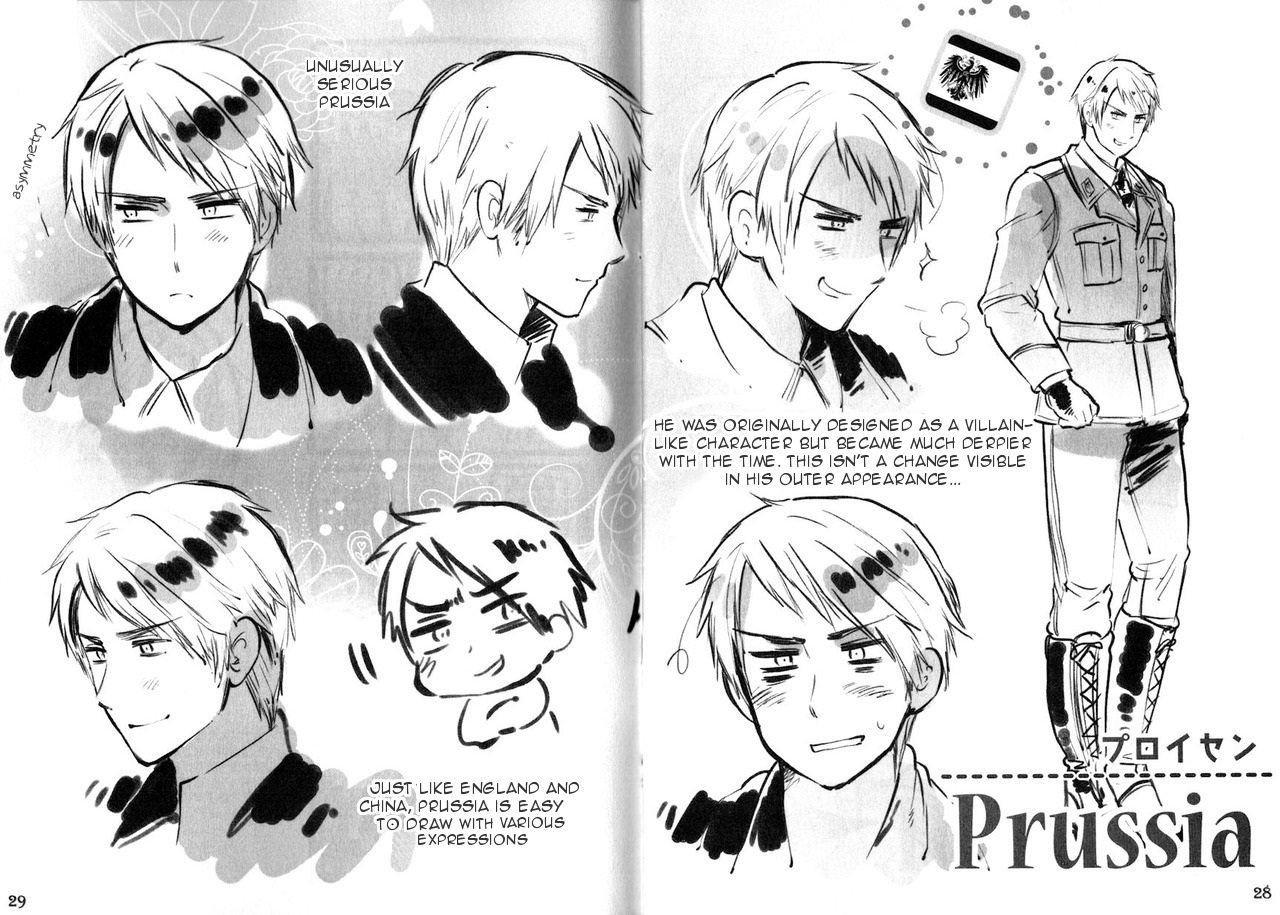 UNUSUALLY
SERIOUS
PRUSSIA
asymmetry
HE WAS ORIGINALLY DESIGNED AS A VILLAIN-
LIKE CHARACTER BUT BECAME MUCH DERPIER
WITH THE TIME. THIS ISN'T A CHANGE VISIBLE
IN HIS OUTER APPEARANCE...
JUST LIKE ENGLAND AND
CHINA, PRUSSIA IS EASY
TO DRAW WITH VARIOUS
EXPRESSIONS
プロイセン
Prussia
29
28